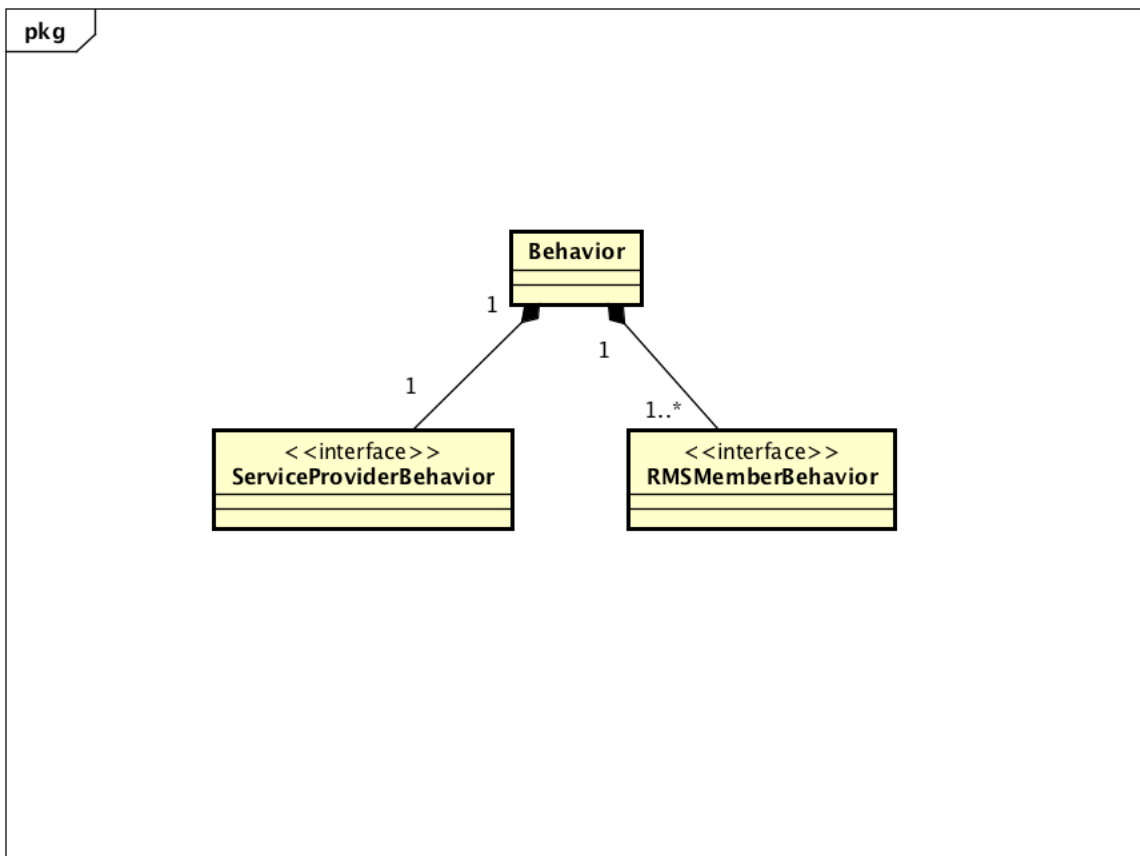 pkg
Behavior
1
1
1
1..*
<<interface>>
ServiceProviderBehavior
<<interface>>
RMSMemberBehavior